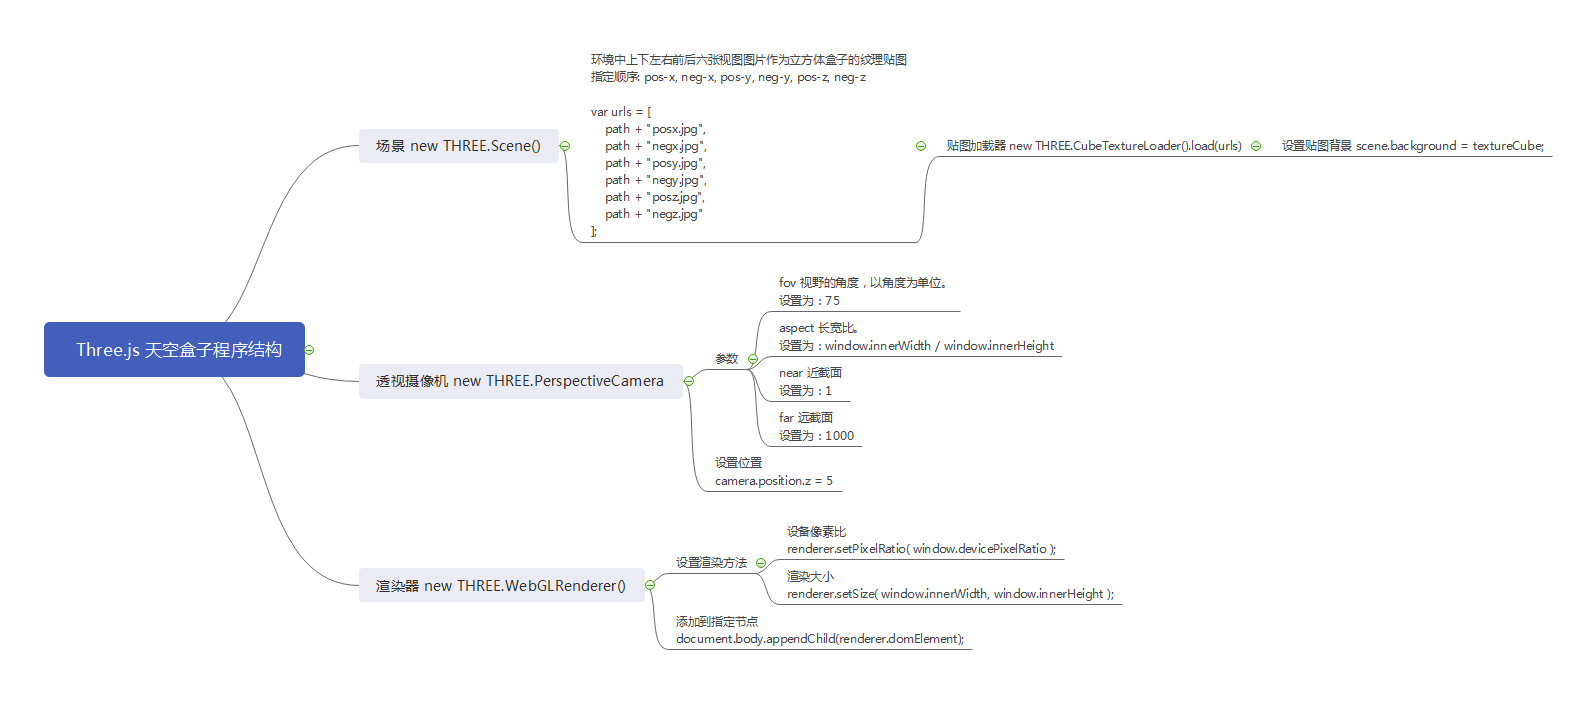 Three.js 天空盒子程序结构
场景 new THREE.Scene()
环境中上下左右前后六张视图图片作为立方体盒子的纹理贴图
指定顺序: pos-x, neg-x, pos-y, neg-y, pos-z, neg-z
var urls = [
path + "posx.jpg",
path + "negx.jpg",
path + "posy.jpg",
path + "negy.jpg",
path + "posz.jpg",
path + "negz.jpg"
];
贴图加载器 new THREE.CubeTextureLoader().load(urls)
设置贴图背景 scene.background = textureCube;
透视摄像机 new THREE.PerspectiveCamera
参数
fov 视野的角度，以角度为单位。
设置为：75
aspect 长宽比。
设置为：window.innerWidth / window.innerHeight
near 近截面
设置为：1
far 远截面
设置为：1000
设置位置
camera.position.z = 5
渲染器 new THREE.WebGLRenderer()
设置渲染方法
设备像素比
renderer.setPixelRatio( window.devicePixelRatio );
渲染大小
renderer.setSize( window.innerWidth, window.innerHeight );
添加到指定节点
document.body.appendChild(renderer.domElement);